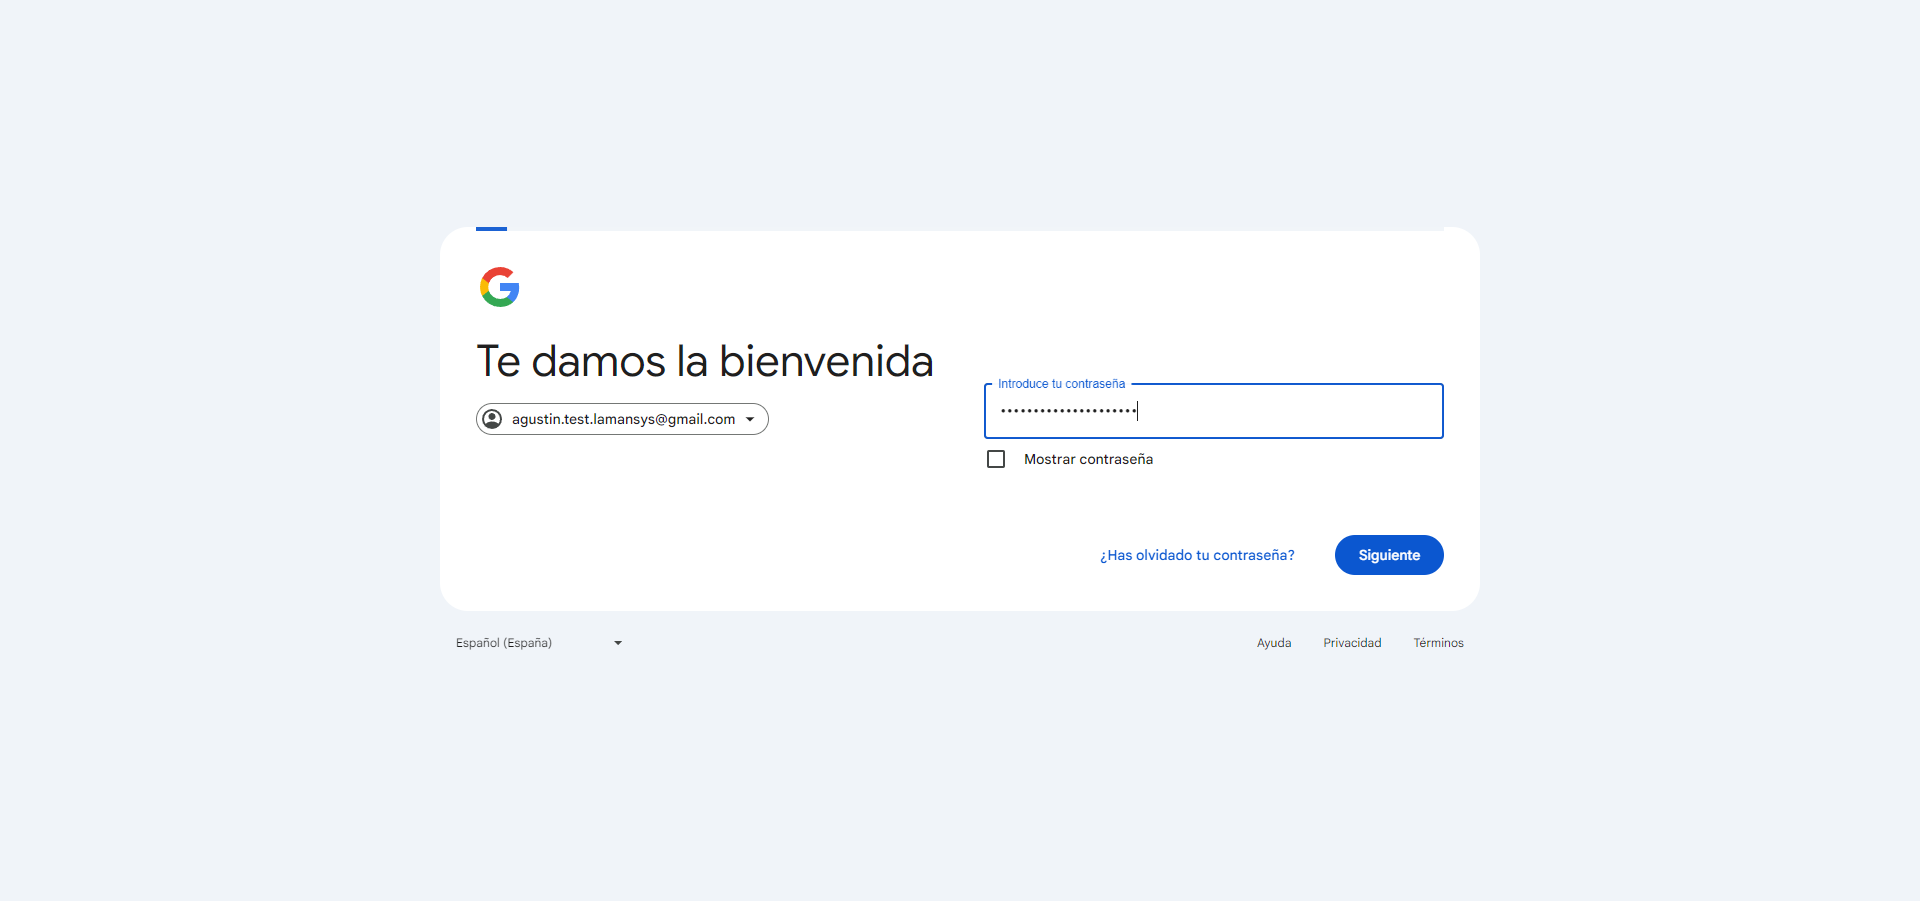 Te damos la bienvenida
agustin.test.lamansys@gmail.com
Introduce tu contraseña
•••••••••••••••••••••
Mostrar contraseña
¿Has olvidado tu contraseña?
Siguiente
Español (España)
Ayuda
Privacidad
Términos